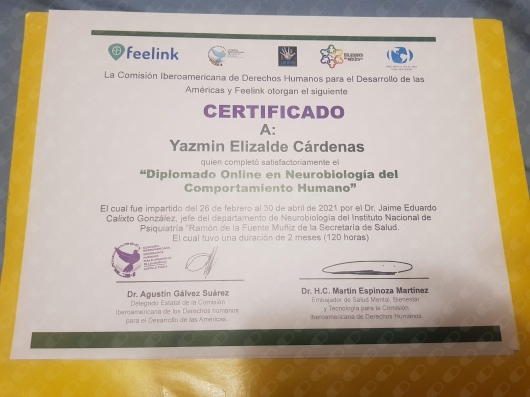 feelink
La Comisión Iberoamericana de Derechos Humanos para el Desarrollo de las
Américas y Feelink otorgan el siguiente
CERTIFICADO
A:
Yazmin Elizalde Cárdenas
quien completó satisfactoriamente el
“Diplomado Online en Neurobiología del
Comportamiento Humano”
El cual fue impartido del 26 de febrero al 30 de abril de 2021 por el Dr. Jaime Eduardo
Calixto González, jefe del departamento de Neurobiología del Instituto Nacional de
Psiquiatría “Ramón de la Fuente Muñiz de la Secretaría de Salud.
El cual tuvo una duración de 2 meses (120 horas)
Dr. Agustín Gálvez Suárez
Delegado Estatal de la Comisión
Iberoamericana de los Derechos humanos
para el Desarrollo de las Américas.
Dr. H.C. Martin Espinoza Martínez
Embajador de Salud Mental, Bienestar
y Tecnología para la Comisión
Iberoamericana de Derechos Humanos.